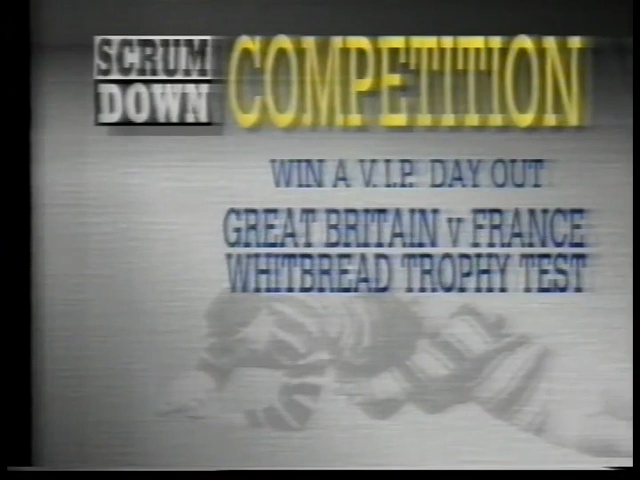 SCRUM DOWN COMPETITION
WIN A V.I.P. DAY OUT
GREAT BRITAIN v FRANCE
WHITBREAD TROPHY TEST